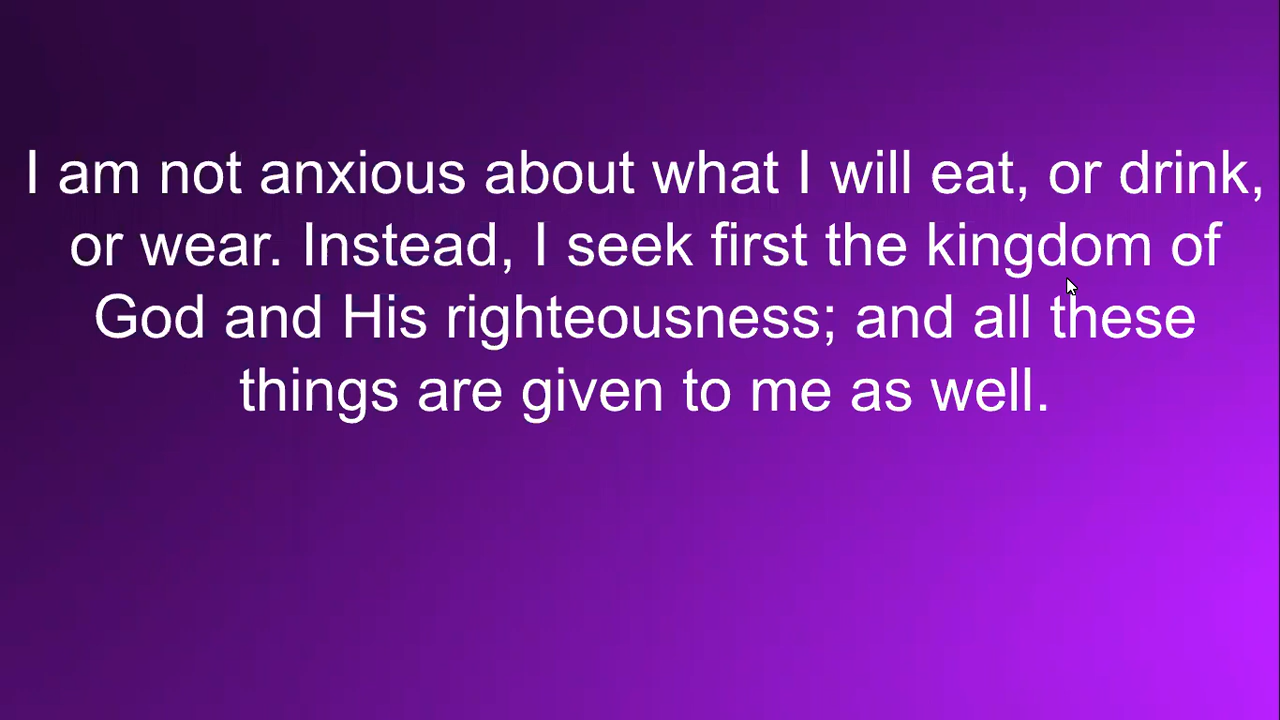 I am not anxious about what I will eat, or drink,
or wear. Instead, I seek first the kingdom of
God and His righteousness; and all these
things are given to me as well.